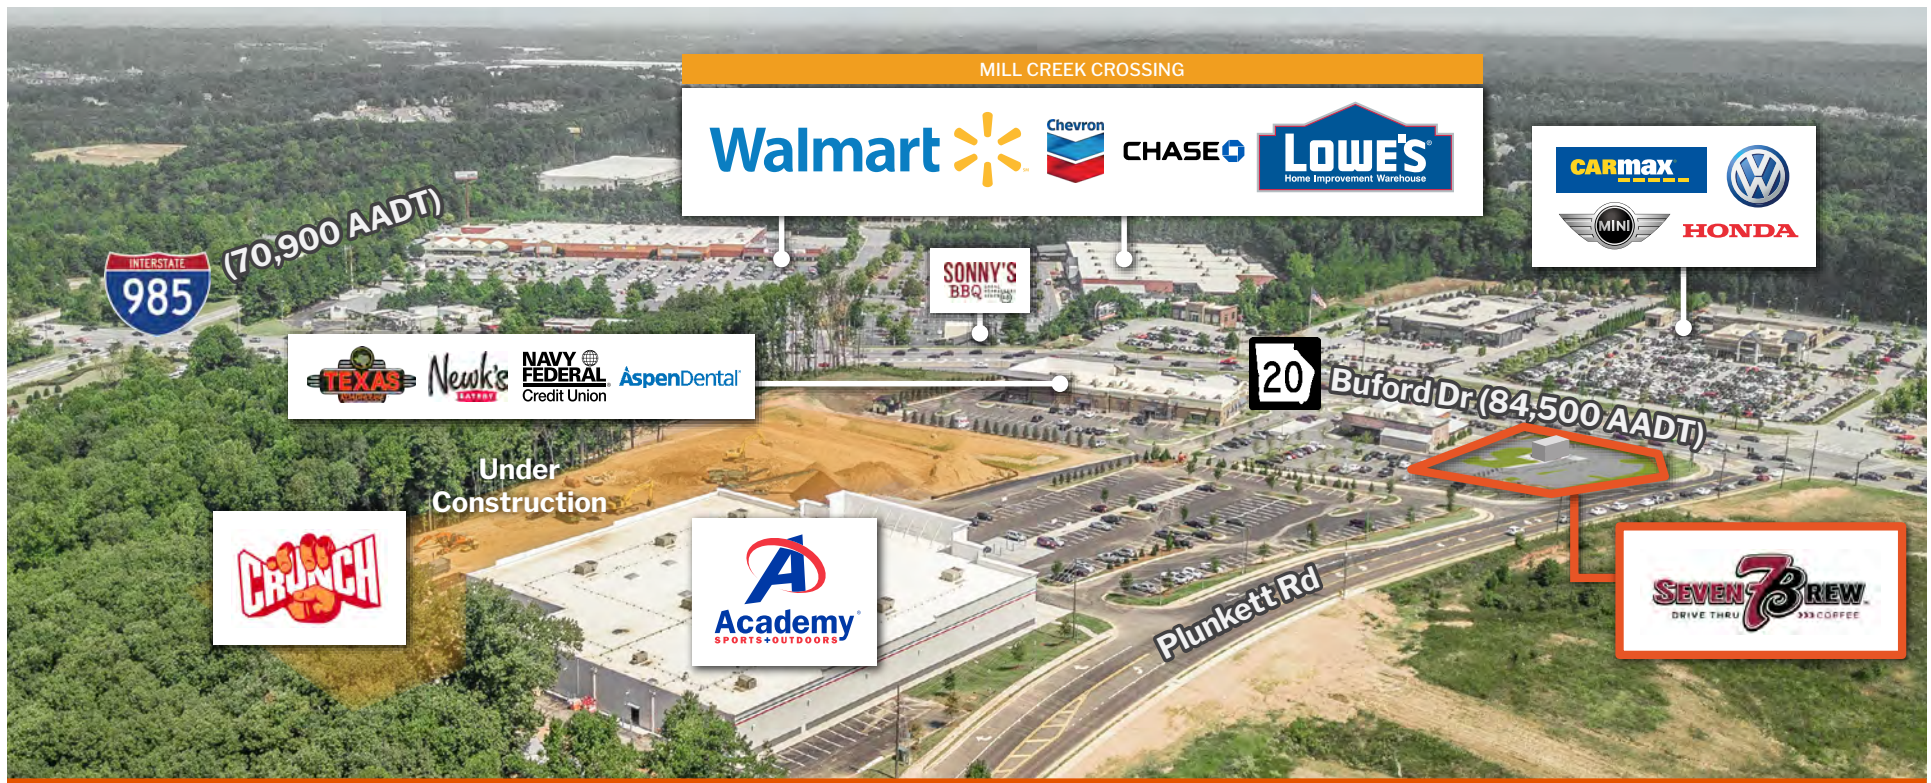 MILL CREEK CROSSING
Walmart
Chevron
CHASE
LOWE'S
Home Improvement Warehouse
CARMAX
MINI
HONDA
INTERSTATE
985
(70,900 AADT)
SONNY'S
BBQ
TEXAS
Newk's
EATERY
NAVY
FEDERAL
Credit Union
AspenDental
20
Buford Dr (84,500 AADT)
Under
Construction
CRUNCH
Academy
SPORTS+OUTDOORS
Plunkett Rd
SEVEN 7 BREW
DRIVE THRU >>> COFFEE